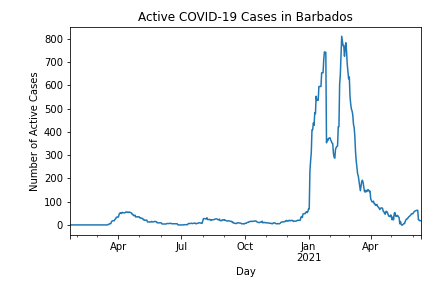 Active COVID-19 Cases in Barbados
Number of Active Cases
800
700
600
500
400
300
200
100
0
Apr Jul Oct Jan Apr
2021
Day